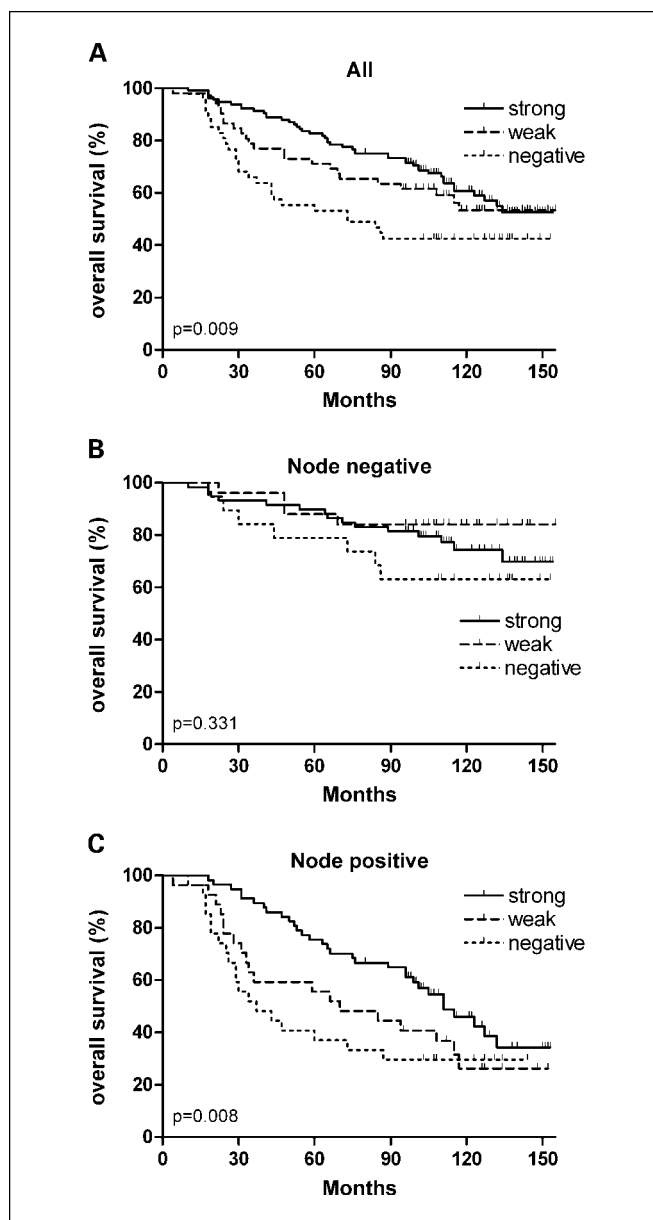 A
All
100
80
60
40
20
0
overall survival (%)
strong
weak
negative
p=0.009
0 30 60 90 120 150
Months
B
Node negative
100
80
60
40
20
0
overall survival (%)
strong
weak
negative
p=0.331
0 30 60 90 120 150
Months
C
Node positive
100
80
60
40
20
0
overall survival (%)
strong
weak
negative
p=0.008
0 30 60 90 120 150
Months